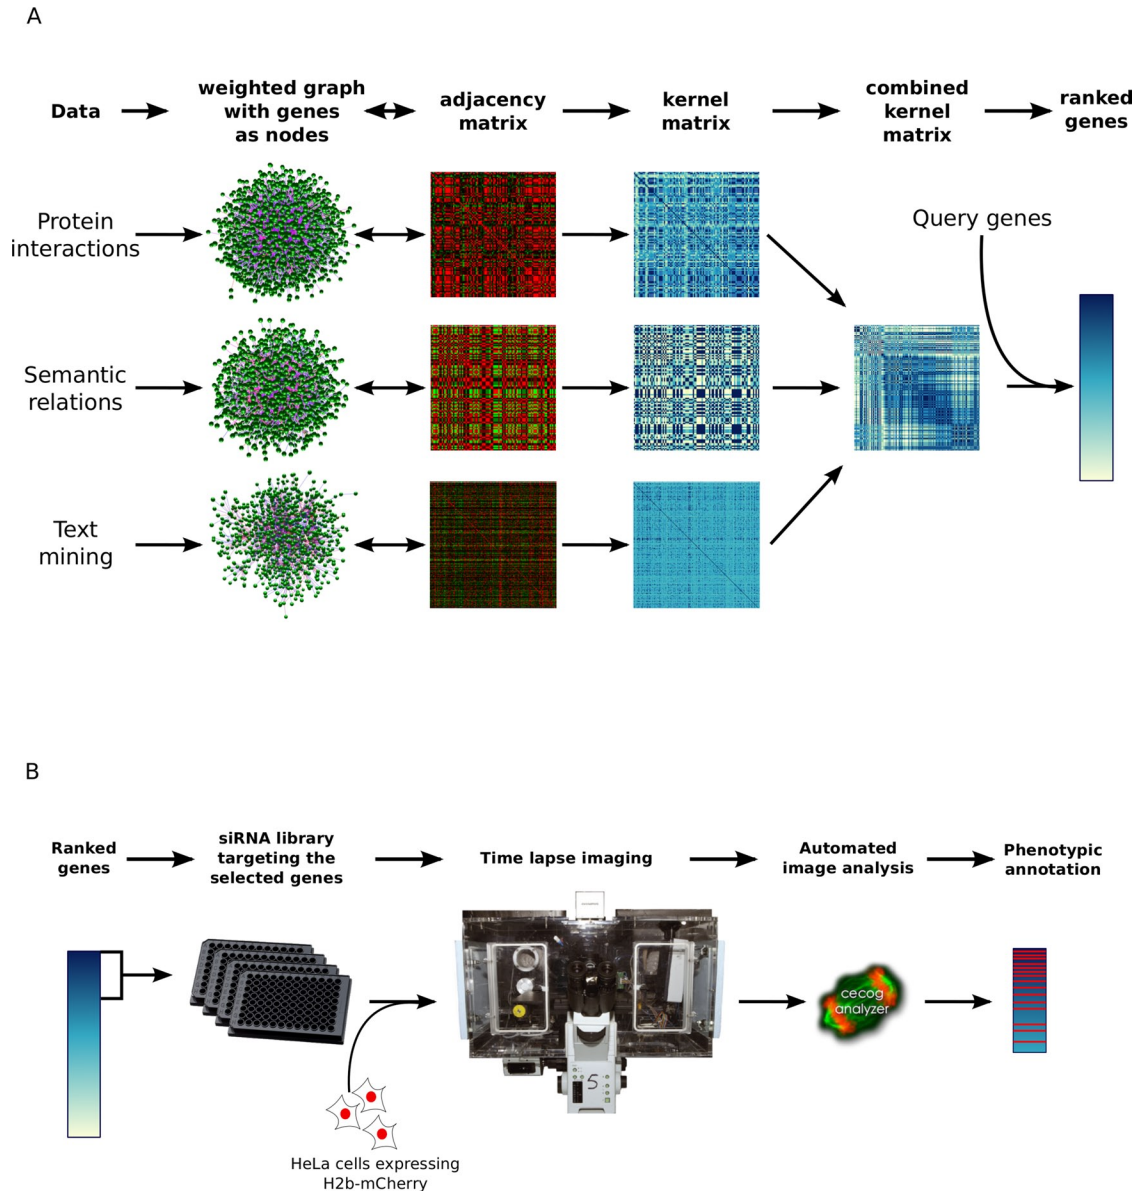 A
Data
weighted graph
with genes
as nodes
adjacency
matrix
kernel
matrix
combined
kernel
matrix
ranked
genes
Protein
interactions
Query genes
Semantic
relations
Text
mining
B
Ranked
genes
siRNA library
targeting the
selected genes
Time lapse imaging
Automated
image analysis
Phenotypic
annotation
5
cecog
analyzer
HeLa cells expressing
H2b-mCherry